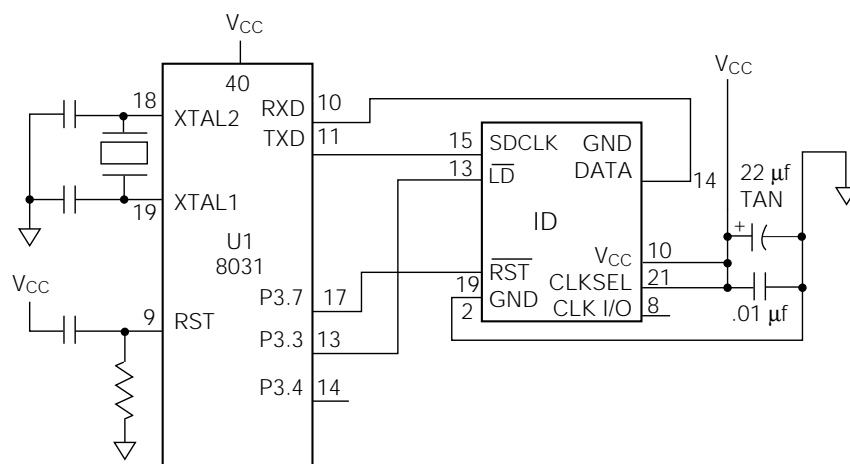 VCC
40
18
XTAL2
RXD
10
TXD
11
VCC
15
SDCLK
GND
13
LD
DATA
14
22 µf
TAN
+
19
XTAL1
U1
8031
ID
VCC
10
VCC
P3.7
17
19
RST
CLKSEL
21
2
GND
CLK I/O
8
.01 µf
9
RST
P3.3
13
P3.4
14